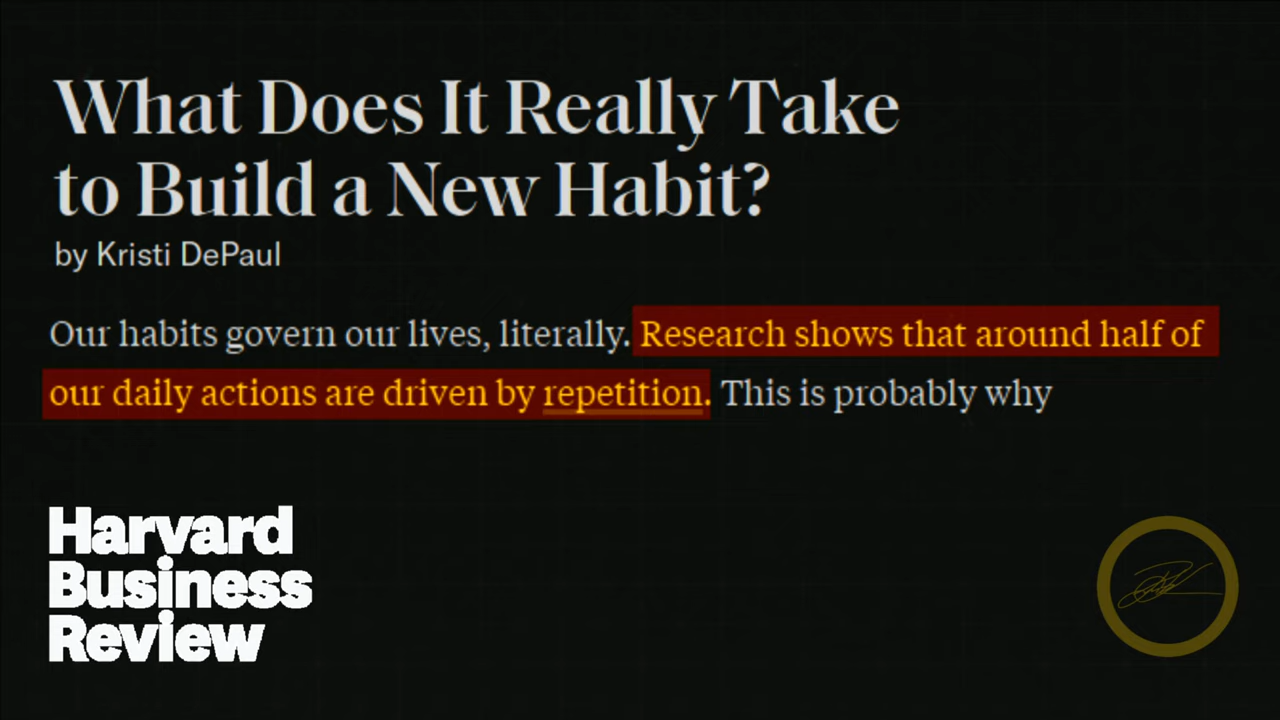 What Does It Really Take
to Build a New Habit?
by Kristi DePaul
Our habits govern our lives, literally. Research shows that around half of
our daily actions are driven by repetition. This is probably why
Harvard
Business
Review